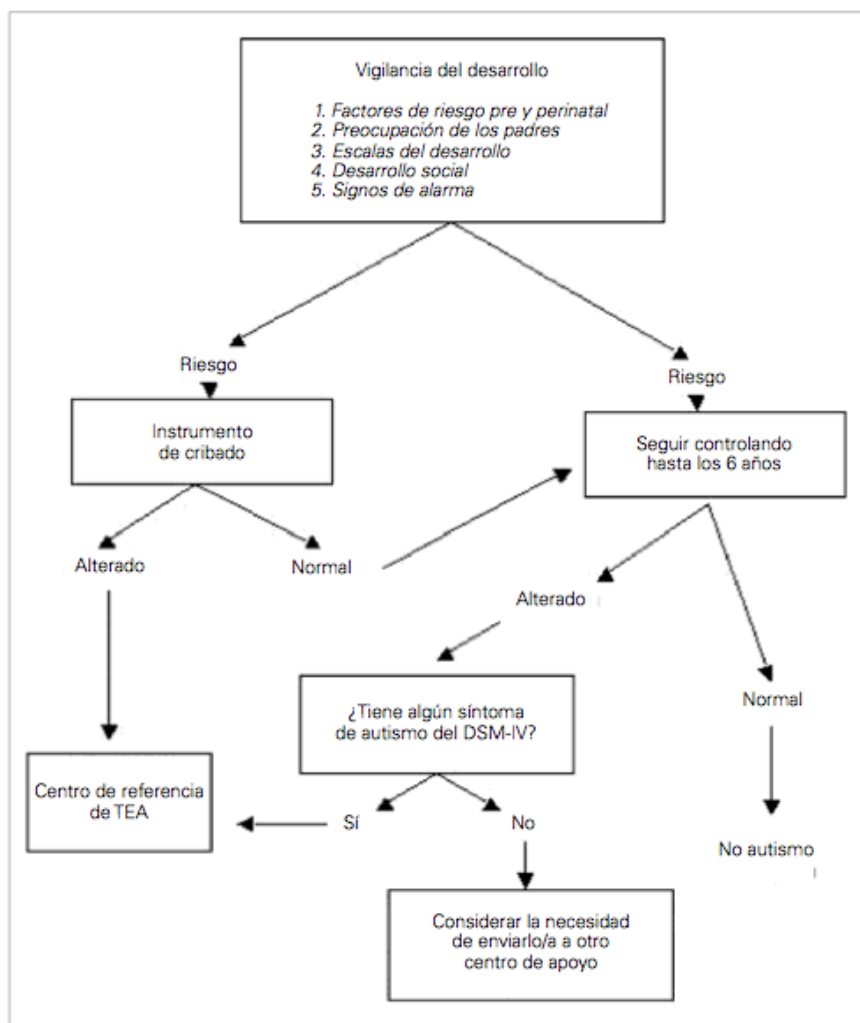 Vigilancia del desarrollo
1. Factores de riesgo pre y perinatal
2. Preocupación de los padres
3. Escalas del desarrollo
4. Desarrollo social
5. Signos de alarma
Riesgo
Riesgo
Instrumento
de cribado
Seguir controlando
hasta los 6 años
Alterado
Normal
Alterado
Normal
¿Tiene algún síntoma
de autismo del DSM-IV?
Centro de referencia
de TEA
Sí
No
No autismo
Considerar la necesidad
de enviarlo/a a otro
centro de apoyo